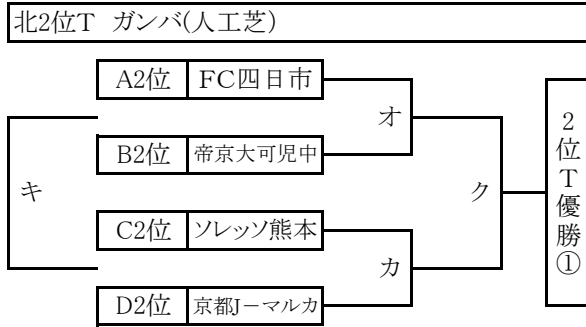 北2位T ガンバ(人工芝)
A2位 FC四日市
オ
B2位 帝京大可児中
キ
ク
2位T優勝①
C2位 ソレッソ熊本
カ
D2位 京都J－マルカ